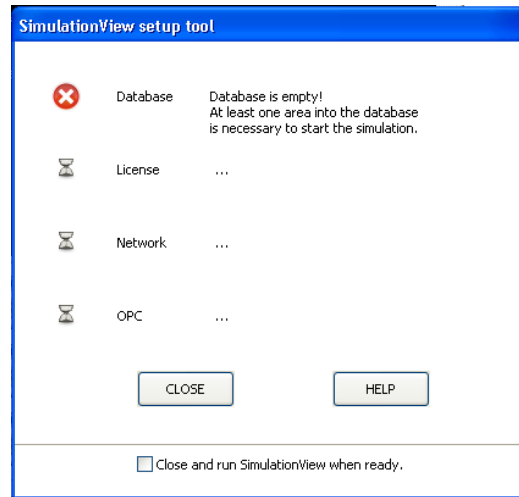 SimulationView setup tool
Database Database is empty!
At least one area into the database
is necessary to start the simulation.
License ...
Network ...
OPC ...
CLOSE HELP
Close and run SimulationView when ready.